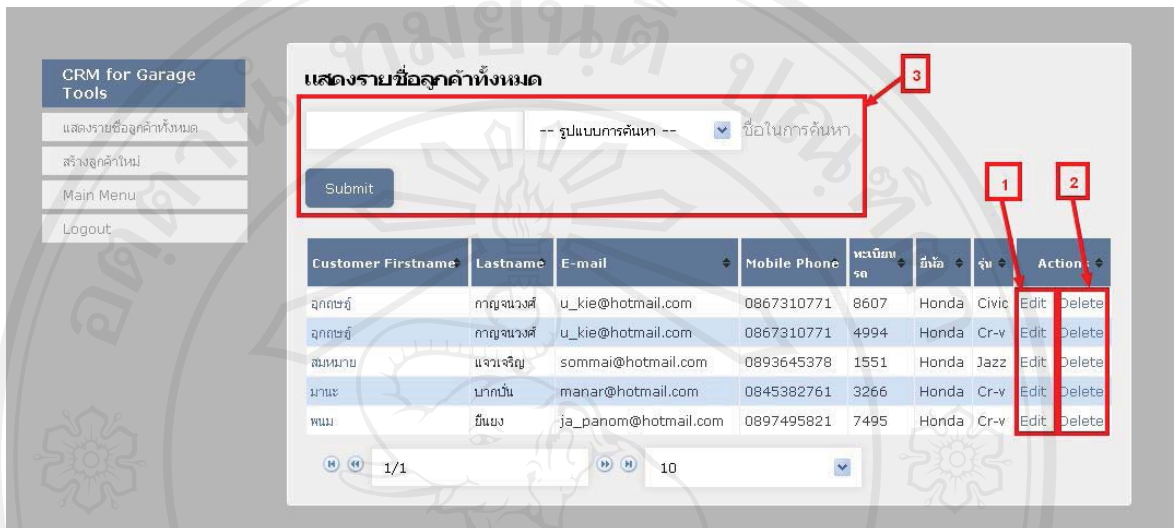 CRM for Garage
Tools
แสดงรายชื่อลูกค้าทั้งหมด
สร้างลูกค้าใหม่
Main Menu
Logout
แสดงรายชื่อลูกค้าทั้งหมด
3
-- รูปแบบการค้นหา -- ชื่อในการค้นหา
Submit
1 2
Customer Firstname Lastname E-mail Mobile Phone ทะเบียนรถ ยี่ห้อ รุ่น Actions
อุกฤษฎ์ กาญจนวงศ์ u_kie@hotmail.com 0867310771 8607 Honda Civic Edit Delete
อุกฤษฎ์ กาญจนวงศ์ u_kie@hotmail.com 0867310771 4994 Honda Cr-v Edit Delete
สมหมาย แจวเจริญ sommai@hotmail.com 0893645378 1551 Honda Jazz Edit Delete
มานะ บากบั่น manar@hotmail.com 0845382761 3266 Honda Cr-v Edit Delete
พนม ยีนยง ja_panom@hotmail.com 0897495821 7495 Honda Cr-v Edit Delete
1/1 10